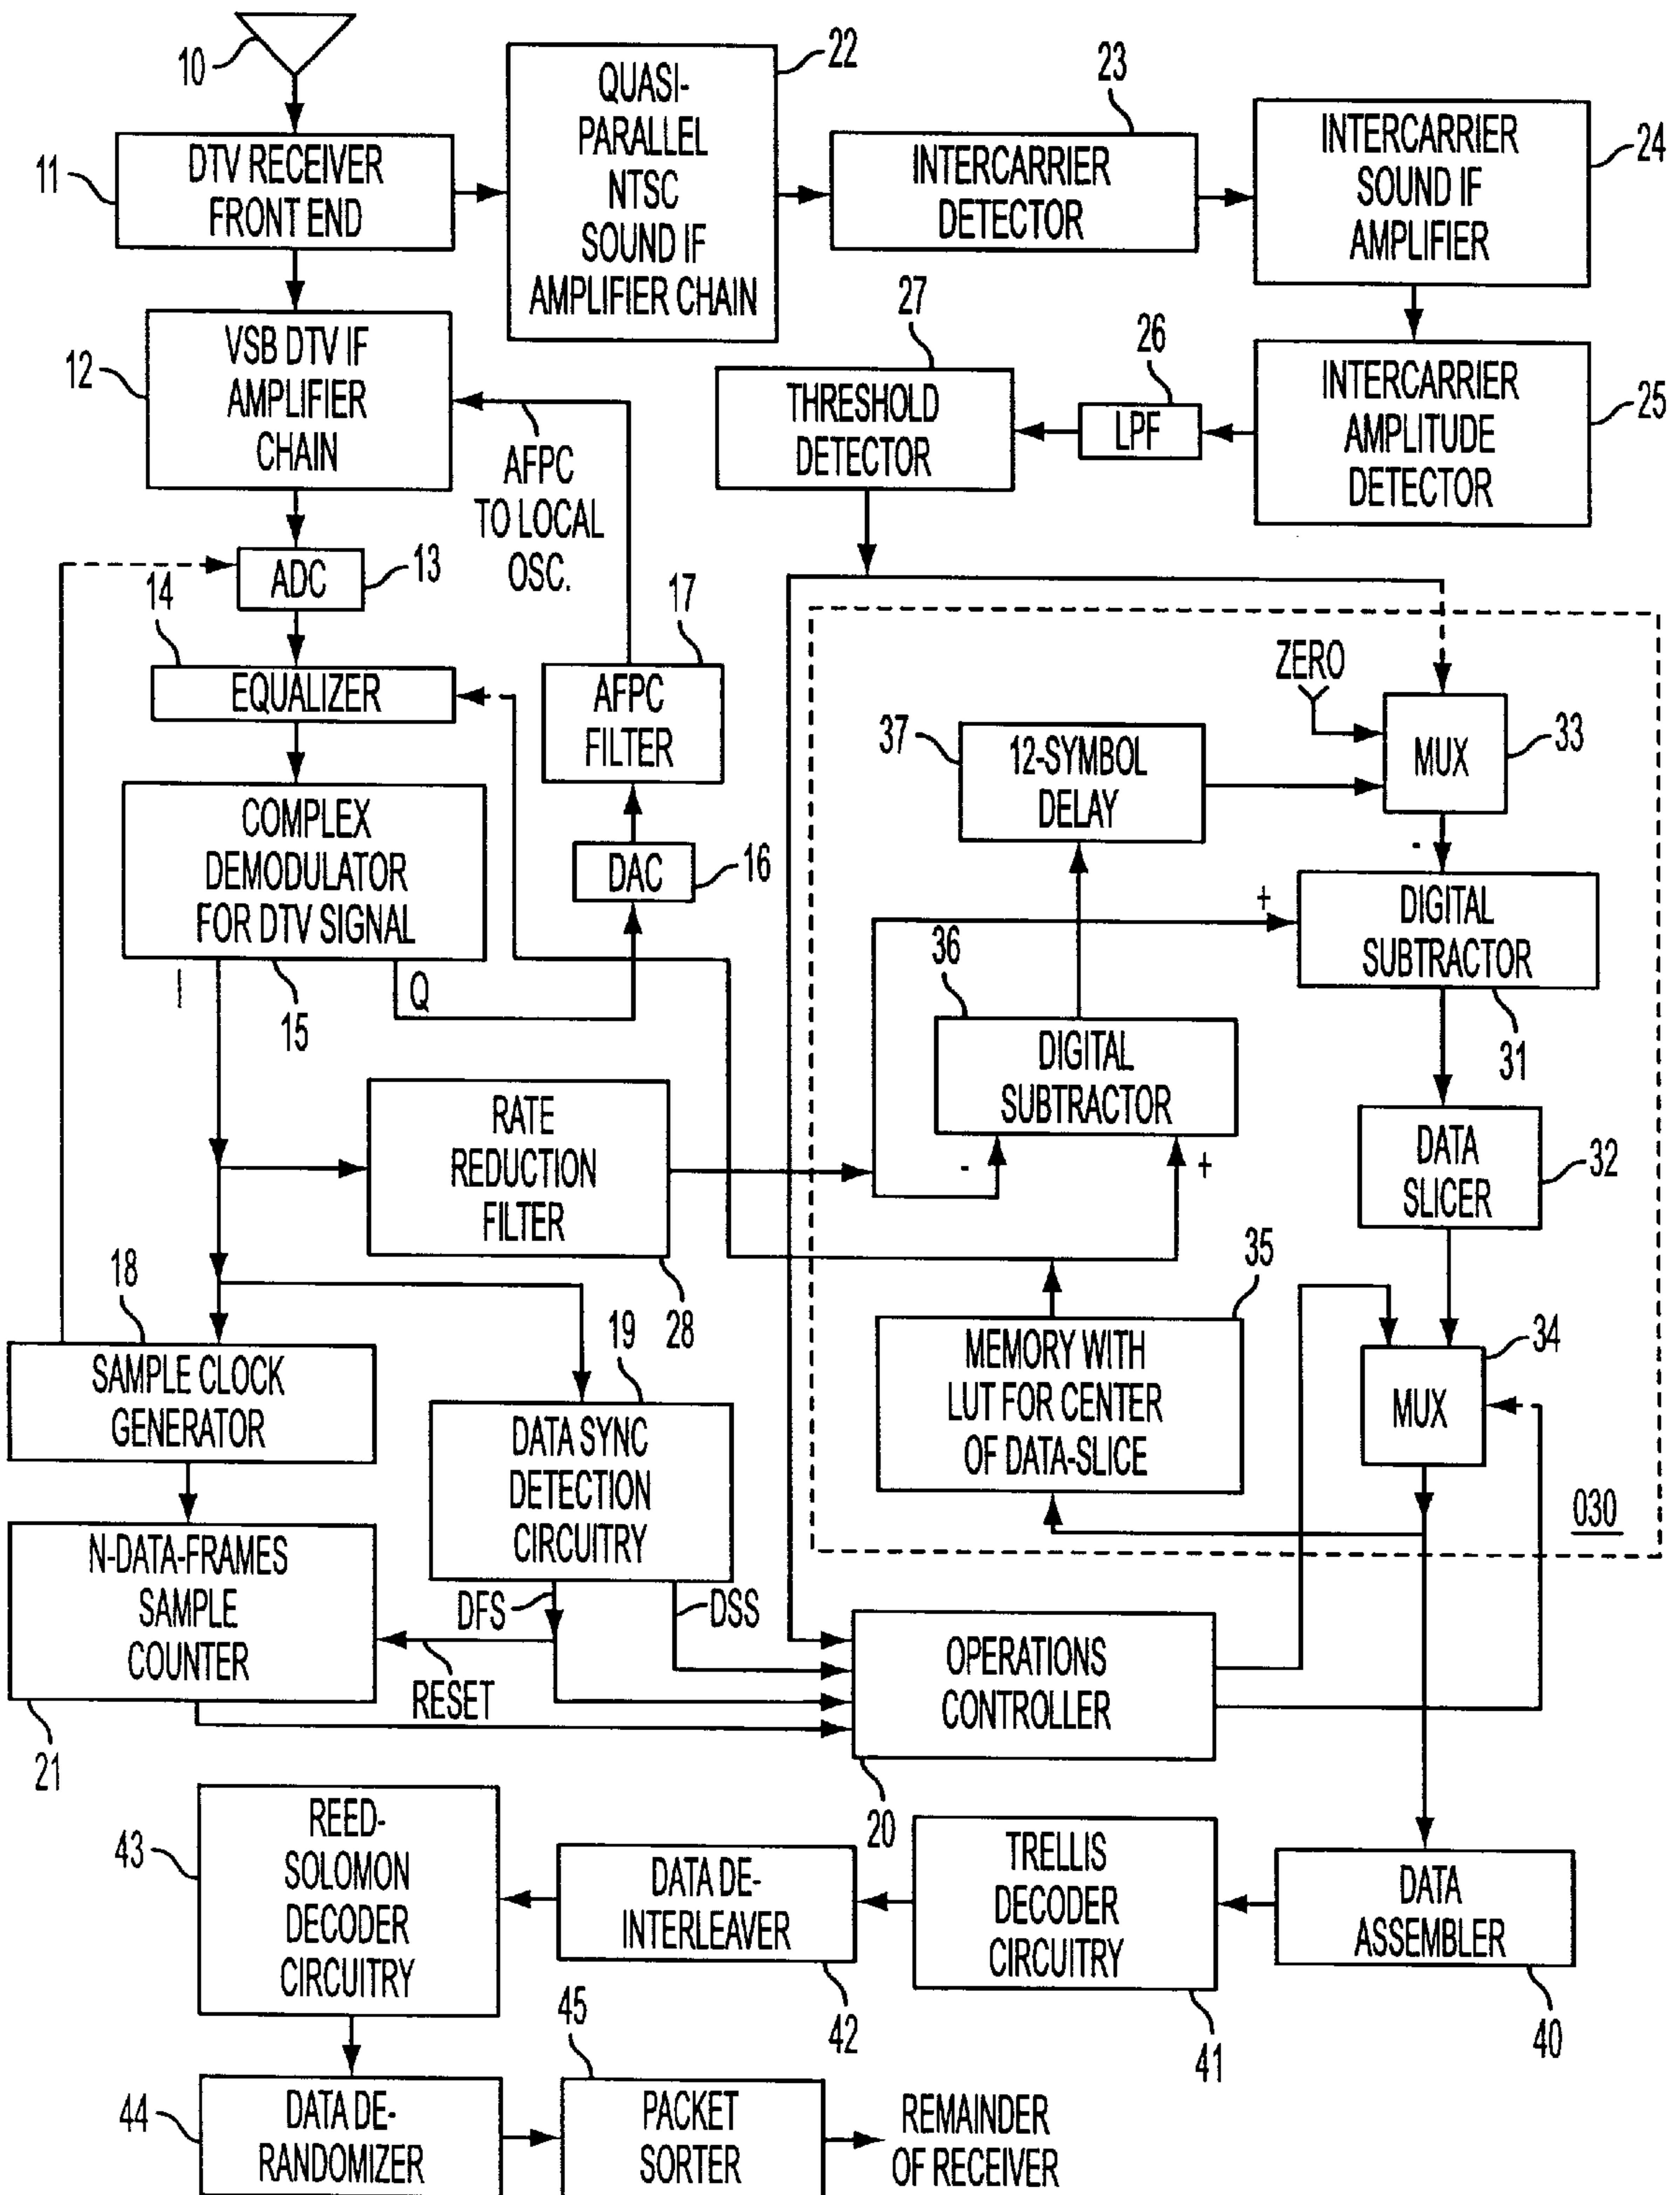 10
11
DTV RECEIVER
FRONT END
QUASI-
PARALLEL
NTSC
SOUND IF
AMPLIFIER CHAIN
22
INTERCARRIER
DETECTOR
23
INTERCARRIER
SOUND IF
AMPLIFIER
24
12
VSB DTV IF
AMPLIFIER
CHAIN
AFPC
TO LOCAL
OSC.
27
THRESHOLD
DETECTOR
26
LPF
INTERCARRIER
AMPLITUDE
DETECTOR
25
ADC
13
14
EQUALIZER
17
AFPC
FILTER
ZERO
MUX
33
37
12-SYMBOL
DELAY
COMPLEX
DEMODULATOR
FOR DTV SIGNAL
15
I
Q
DAC
16
-
+
DIGITAL
SUBTRACTOR
31
36
DIGITAL
SUBTRACTOR
-
+
RATE
REDUCTION
FILTER
28
DATA
SLICER
32
18
SAMPLE CLOCK
GENERATOR
19
DATA SYNC
DETECTION
CIRCUITRY
35
MEMORY WITH
LUT FOR CENTER
OF DATA-SLICE
34
MUX
030
N-DATA-FRAMES
SAMPLE
COUNTER
21
DFS
DSS
RESET
OPERATIONS
CONTROLLER
20
43
REED-
SOLOMON
DECODER
CIRCUITRY
DATA DE-
INTERLEAVER
42
TRELLIS
DECODER
CIRCUITRY
41
DATA
ASSEMBLER
40
44
DATA DE-
RANDOMIZER
45
PACKET
SORTER
REMAINDER
OF RECEIVER